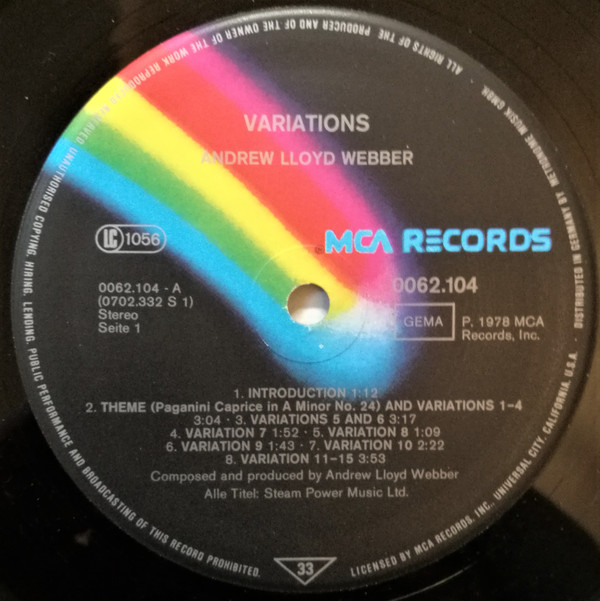 VARIATIONS
ANDREW LLOYD WEBBER
LC 1056
MCA RECORDS
0062.104 - A
(0702.332 S 1)
Stereo
Seite 1
0062.104
GEMA
P. 1978 MCA
Records, Inc.
1. INTRODUCTION 1:12
2. THEME (Paganini Caprice in A Minor No. 24) AND VARIATIONS 1–4
3:04 · 3. VARIATIONS 5 AND 6 3:17
4. VARIATION 7 1:52 · 5. VARIATION 8 1:09
6. VARIATION 9 1:43 · 7. VARIATION 10 2:22
8. VARIATION 11–15 3:53
Composed and produced by Andrew Lloyd Webber
Alle Titel: Steam Power Music Ltd.
33
ALL RIGHTS OF THE PRODUCER AND OF THE OWNER OF THE WORK REPRODUCED RESERVED. UNAUTHORISED COPYING, HIRING, LENDING, PUBLIC PERFORMANCE AND BROADCASTING OF THIS RECORD PROHIBITED.
LICENSED BY MCA RECORDS, INC., UNIVERSAL CITY, CALIFORNIA, U.S.A. · DISTRIBUTED IN GERMANY BY METRONOME MUSIK GMBH.